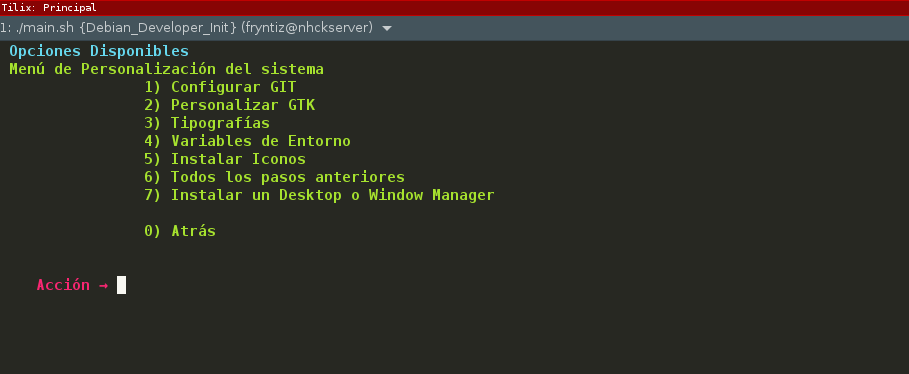 Tilix: Principal
1: ./main.sh {Debian_Developer_Init} (fryntiz@nhckserver)
Opciones Disponibles
Menú de Personalización del sistema
1) Configurar GIT
2) Personalizar GTK
3) Tipografías
4) Variables de Entorno
5) Instalar Iconos
6) Todos los pasos anteriores
7) Instalar un Desktop o Window Manager
0) Atrás
Acción →